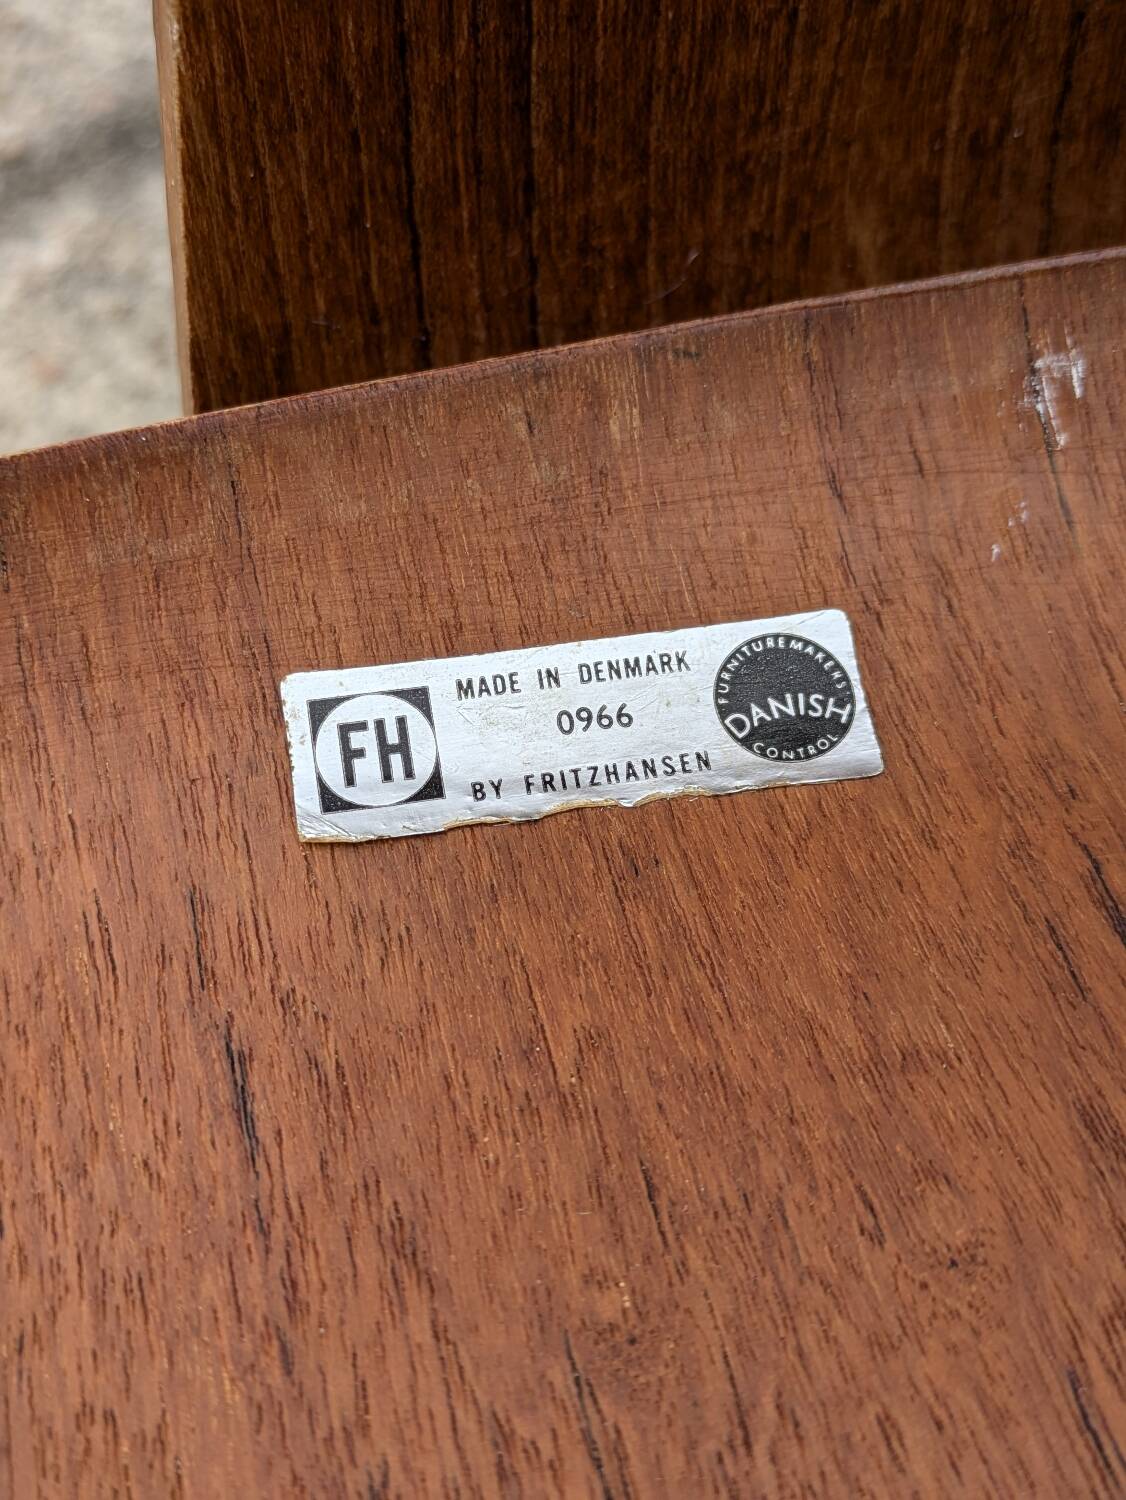 FH
MADE IN DENMARK
0966
BY FRITZHANSEN
FURNITUREMAKERS'
DANISH
CONTROL